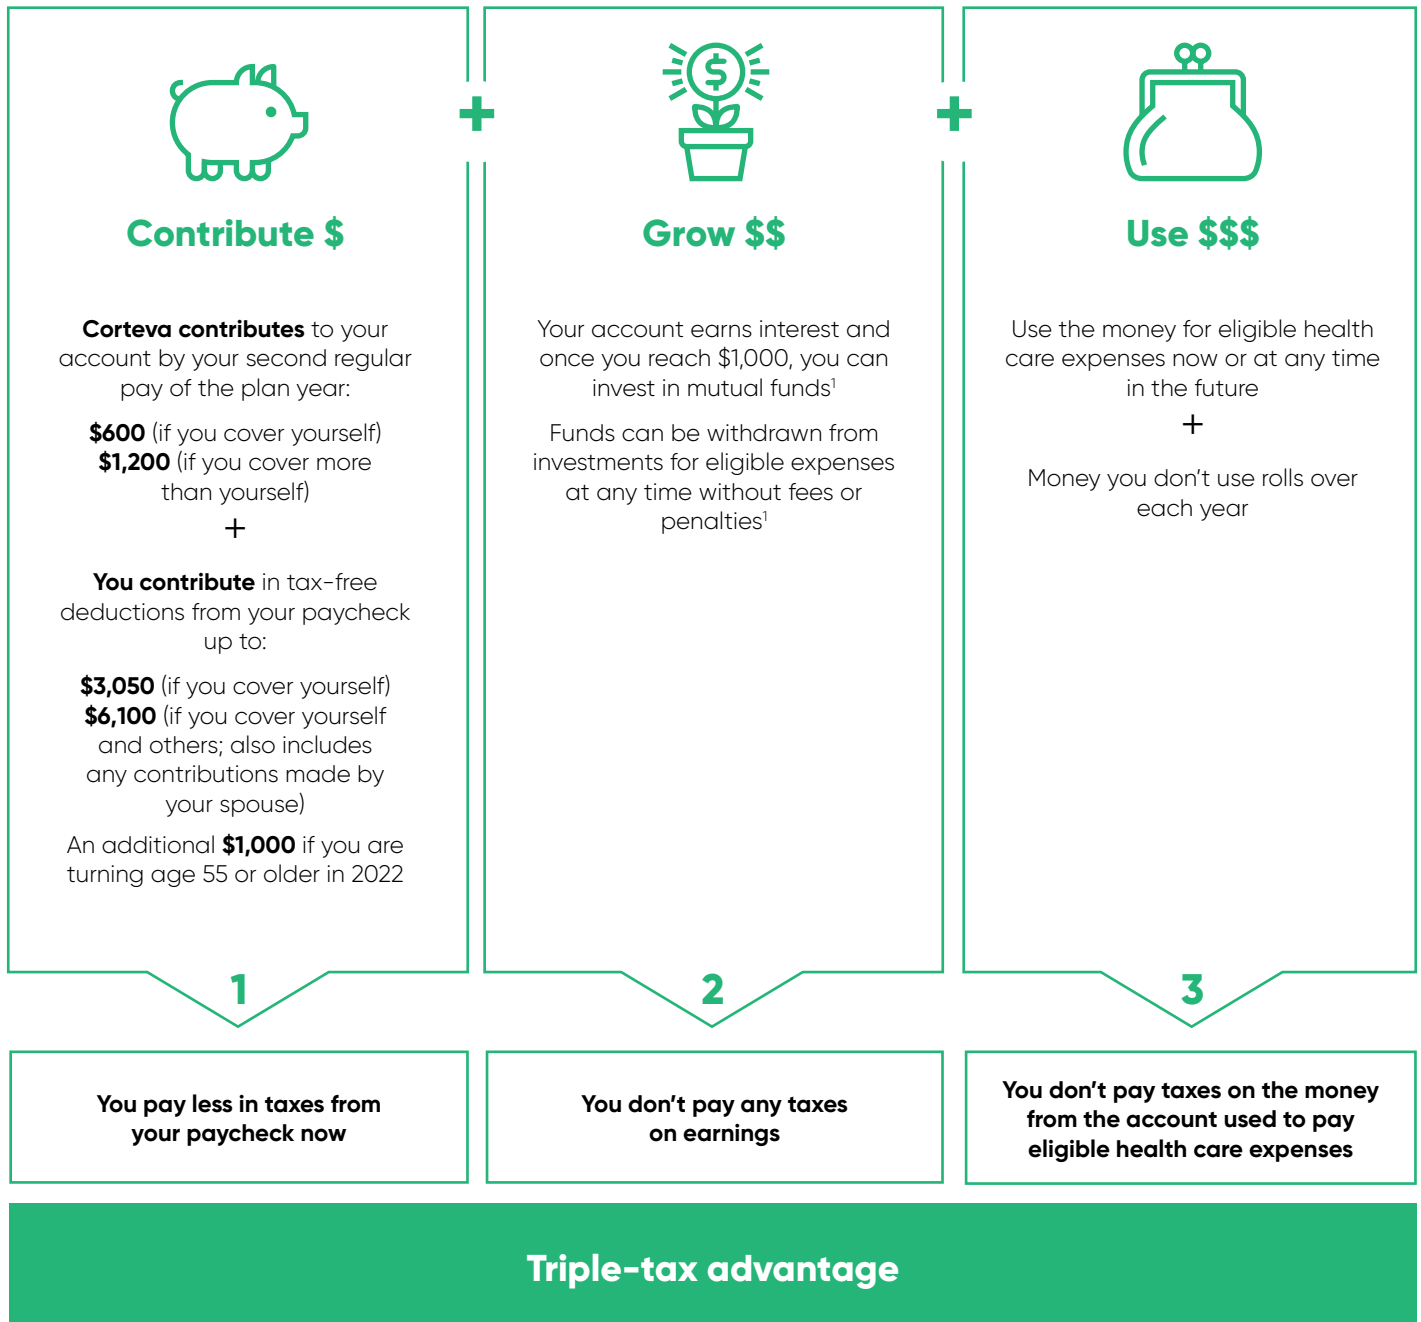 +
+
Contribute $
Corteva contributes to your
account by your second regular
pay of the plan year:
$600 (if you cover yourself)
$1,200 (if you cover more
than yourself)
+
You contribute in tax-free
deductions from your paycheck
up to:
$3,050 (if you cover yourself)
$6,100 (if you cover yourself
and others; also includes
any contributions made by
your spouse)
An additional $1,000 if you are
turning age 55 or older in 2022
1
You pay less in taxes from
your paycheck now
$
Grow $$
Your account earns interest and
once you reach $1,000, you can
invest in mutual funds¹
Funds can be withdrawn from
investments for eligible expenses
at any time without fees or
penalties¹
2
You don't pay any taxes
on earnings
Use $$$
Use the money for eligible health
care expenses now or at any time
in the future
+
Money you don't use rolls over
each year
3
You don't pay taxes on the money
from the account used to pay
eligible health care expenses
Triple-tax advantage